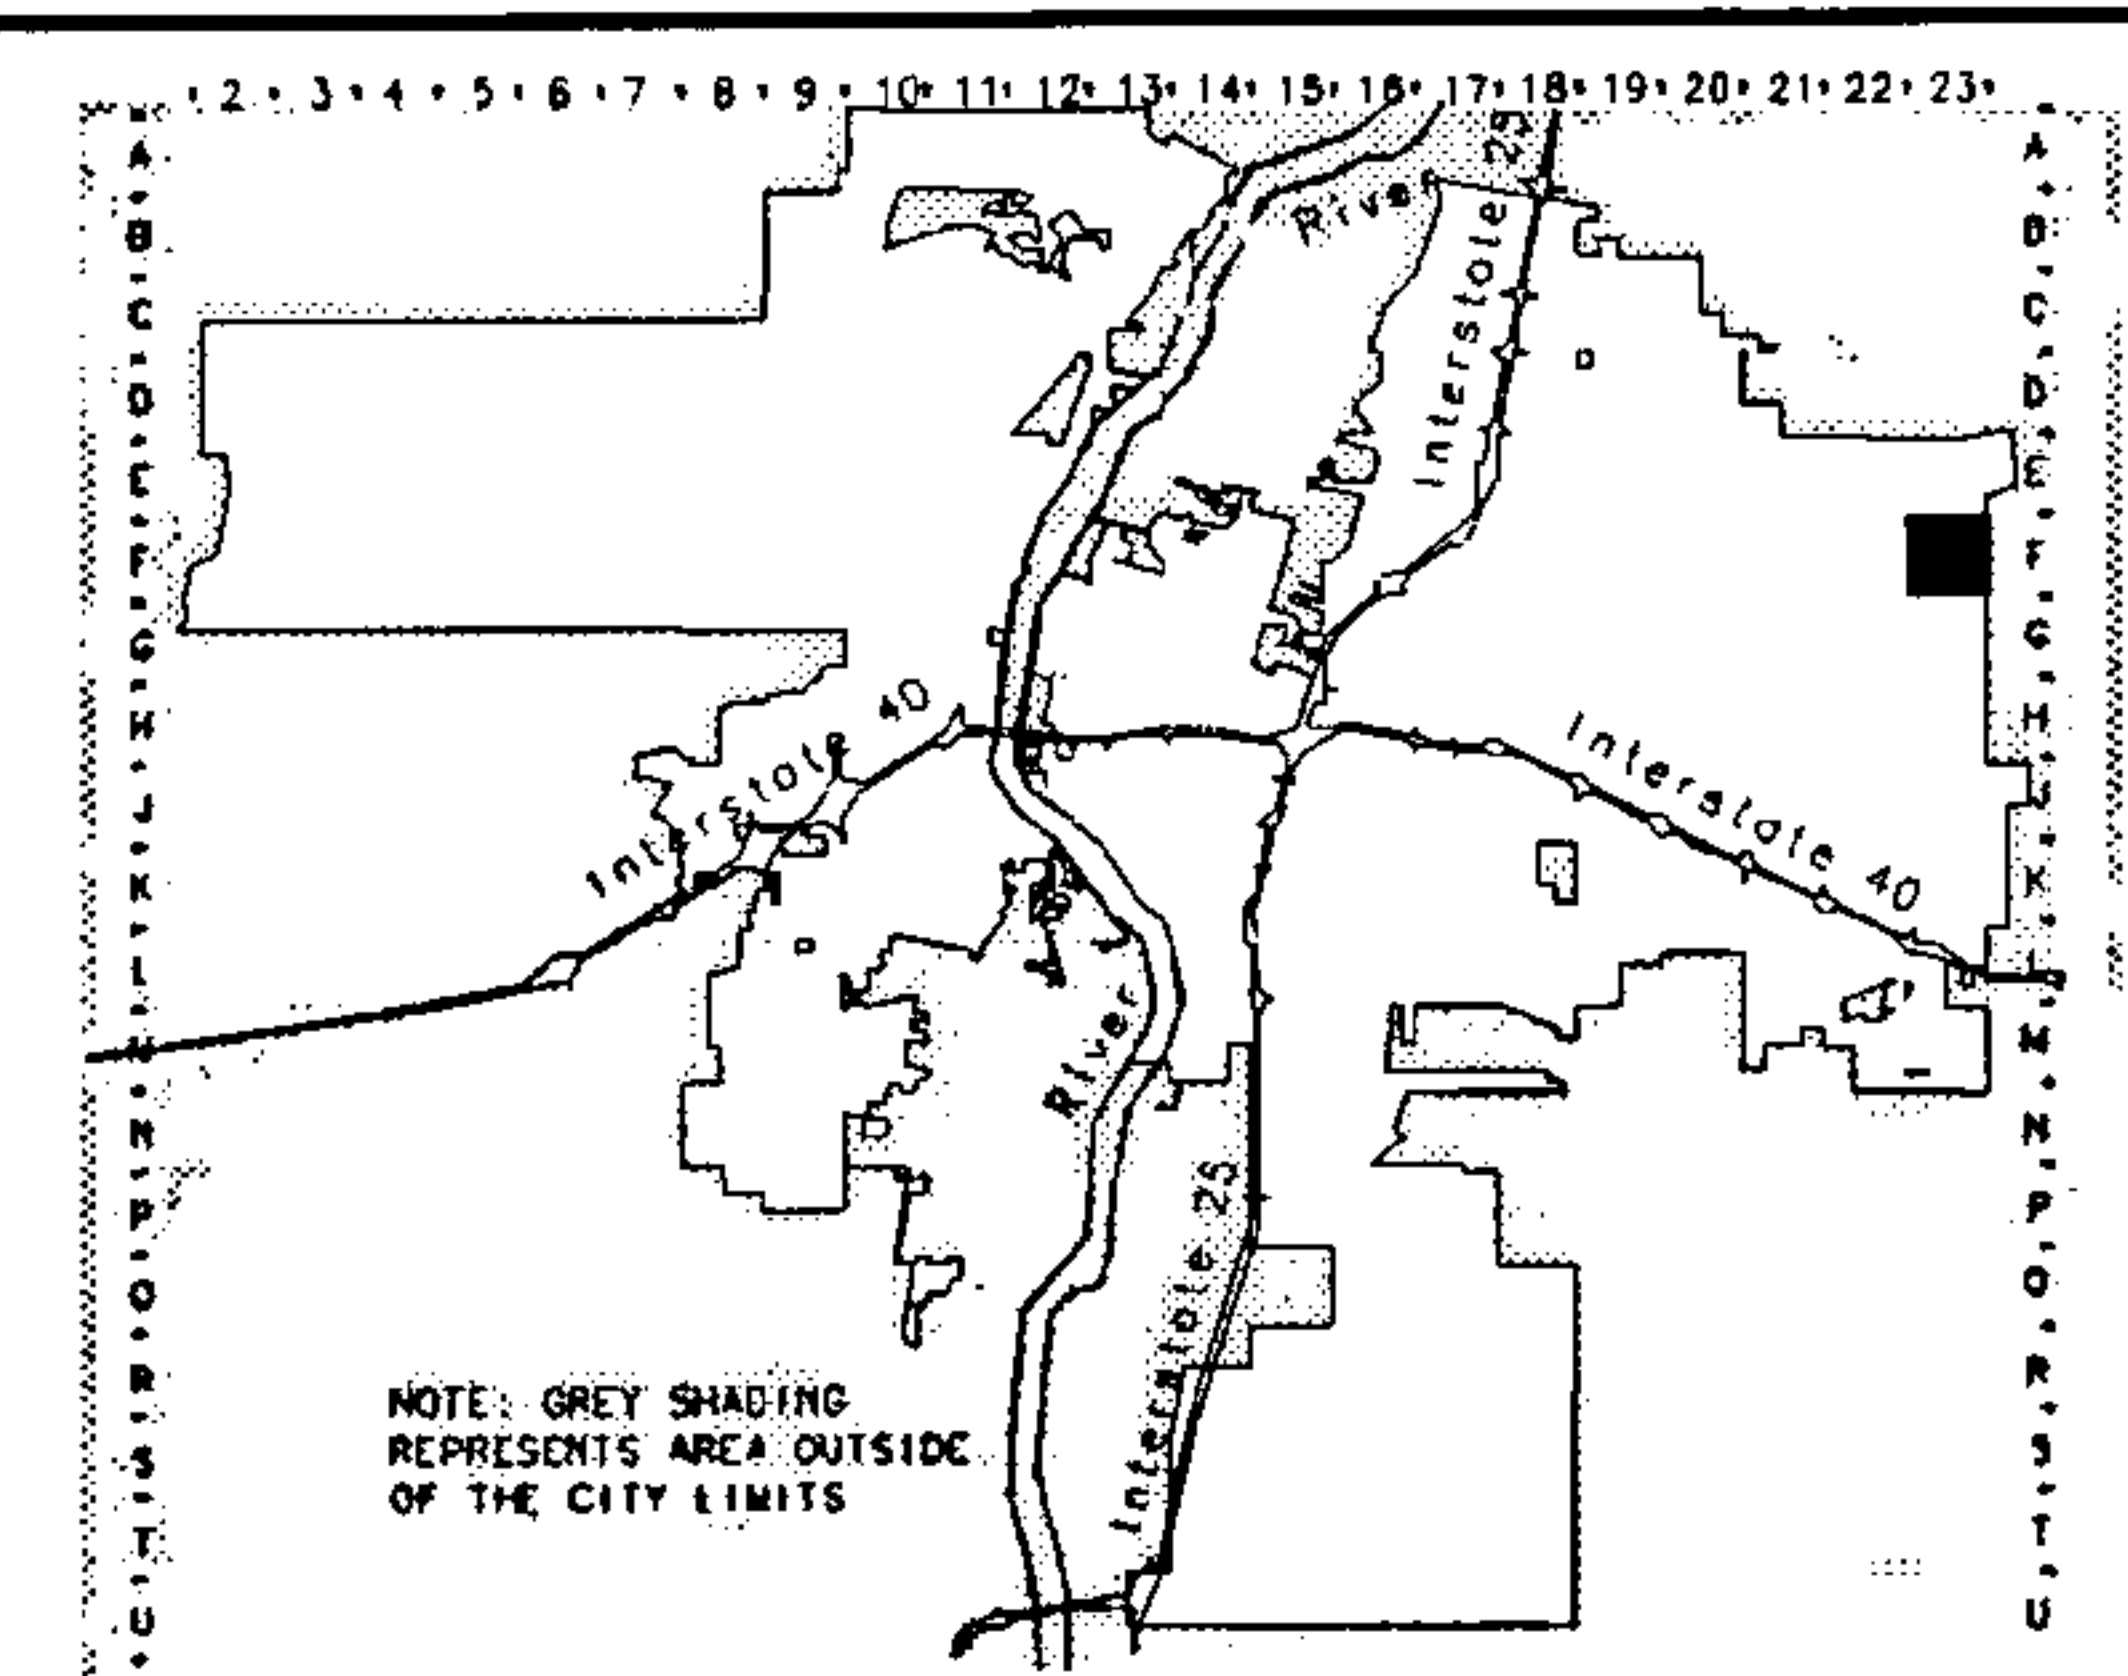 2 3 4 5 6 7 8 9 10 11 12 13 14 15 16 17 18 19 20 21 22 23
A A
B B
C C
D D
E E
F F
G G
H H
J J
K K
L L
M M
N N
P P
Q Q
R R
S S
T T
U U
River
Interstate 25
Interstate 40
Interstate 40
River
Interstate 25
NOTE: GREY SHADING
REPRESENTS AREA OUTSIDE
OF THE CITY LIMITS